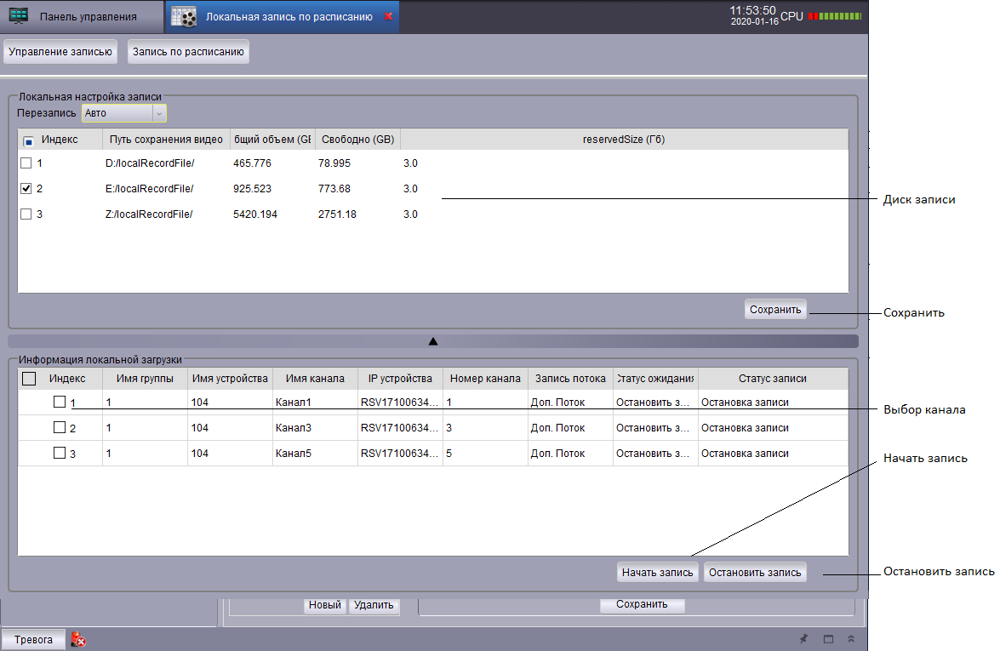 Панель управления Локальная запись по расписанию 11:53:50 CPU
2020-01-16
Управление записью Запись по расписанию
Локальная настройка записи
Перезапись Авто
Индекс Путь сохранения видео бщий объем (GE Свободно (GB) reservedSize (Гб)
1 D:/localRecordFile/ 465.776 78.995 3.0
2 E:/localRecordFile/ 925.523 773.68 3.0
Диск записи
3 Z:/localRecordFile/ 5420.194 2751.18 3.0
Сохранить Сохранить
Информация локальной загрузки
Индекс Имя группы Имя устройства Имя канала IP устройства Номер канала Запись потока Статус ожидания Статус записи
1 1 104 Канал1 RSV17100634... 1 Доп. Поток Остановить з... Остановка записи
Выбор канала
2 1 104 Канал3 RSV17100634... 3 Доп. Поток Остановить з... Остановка записи
3 1 104 Канал5 RSV17100634... 5 Доп. Поток Остановить з... Остановка записи
Начать запись
Начать запись Остановить запись Остановить запись
Новый Удалить Сохранить
Тревога